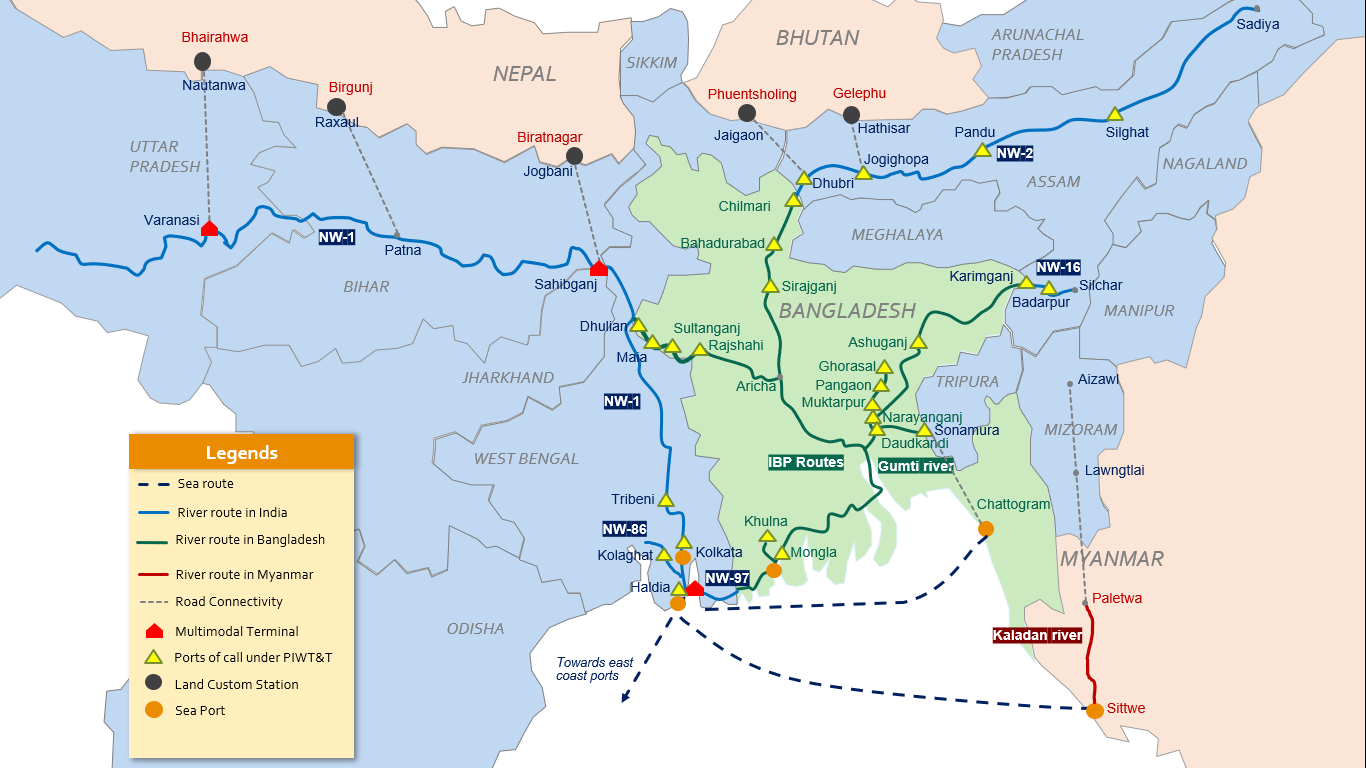 Sadiya
Bhairahwa
BHUTAN
ARUNACHAL
PRADESH
SIKKIM
NEPAL
Nautanwa
Birgunj
Phuentsholing
Gelephu
Raxaul
Hathisar
Pandu
Silghat
Biratnagar
Jaigaon
UTTAR
PRADESH
NW-2
Jogighopa
NAGALAND
Jogbani
Dhubri
ASSAM
Chilmari
Varanasi
NW-1
MEGHALAYA
Patna
Bahadurabad
NW-16
Karimganj
Sahibganj
BIHAR
Sirajganj
Silchar
Badarpur
BANGLADESH
MANIPUR
Dhulian
Sultanganj
Rajshahi
Ashuganj
Maia
Ghorasal
JHARKHAND
Aricha
Pangaon
TRIPURA
Aizawl
NW-1
Muktarpur
Narayanganj
Sonamura
MIZORAM
Daudkandi
WEST BENGAL
IBP Routes
Gumti river
Lawngtlai
Tribeni
Chattogram
NW-86
Khulna
Kolaghat
Kolkata
Mongla
MYANMAR
NW-97
Haldia
Paletwa
ODISHA
Kaladan river
Towards east
coast ports
Sittwe
Legends
Sea route
River route in India
River route in Bangladesh
River route in Myanmar
Road Connectivity
Multimodal Terminal
Ports of call under PIWT&T
Land Custom Station
Sea Port